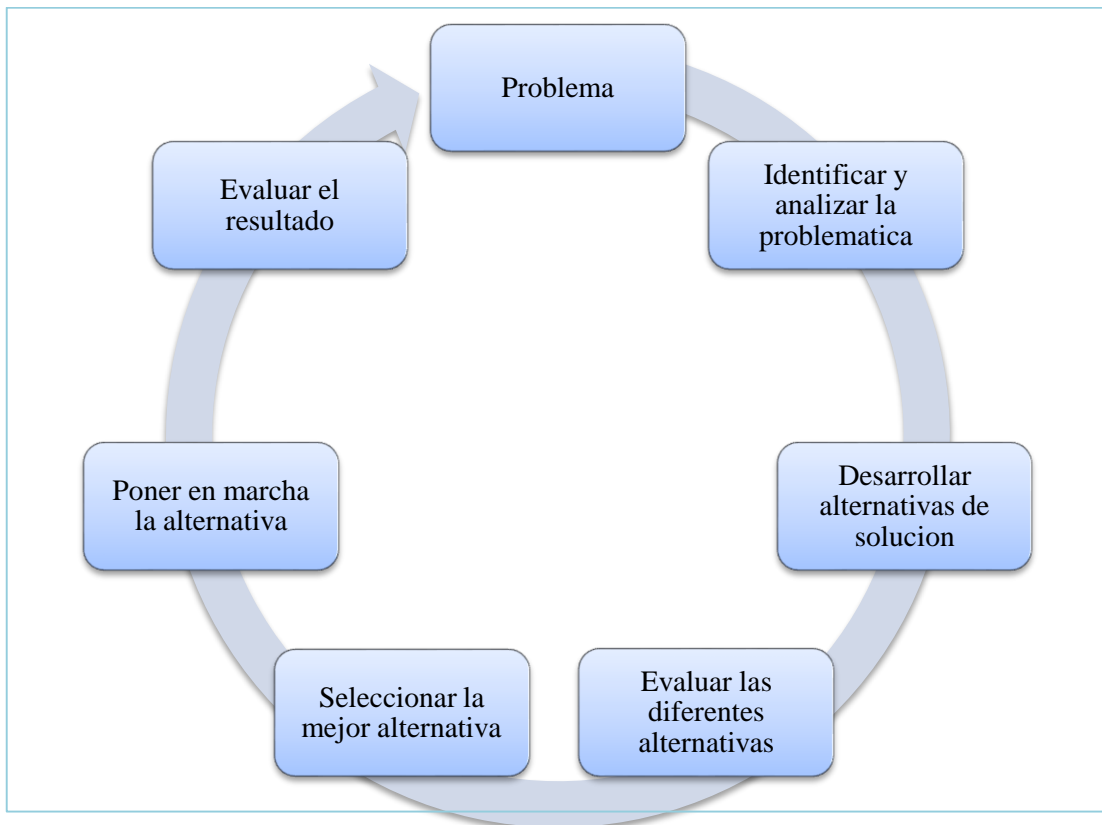 Problema
Identificar y
analizar la
problematica
Desarrollar
alternativas de
solucion
Evaluar las
diferentes
alternativas
Seleccionar la
mejor alternativa
Poner en marcha
la alternativa
Evaluar el
resultado